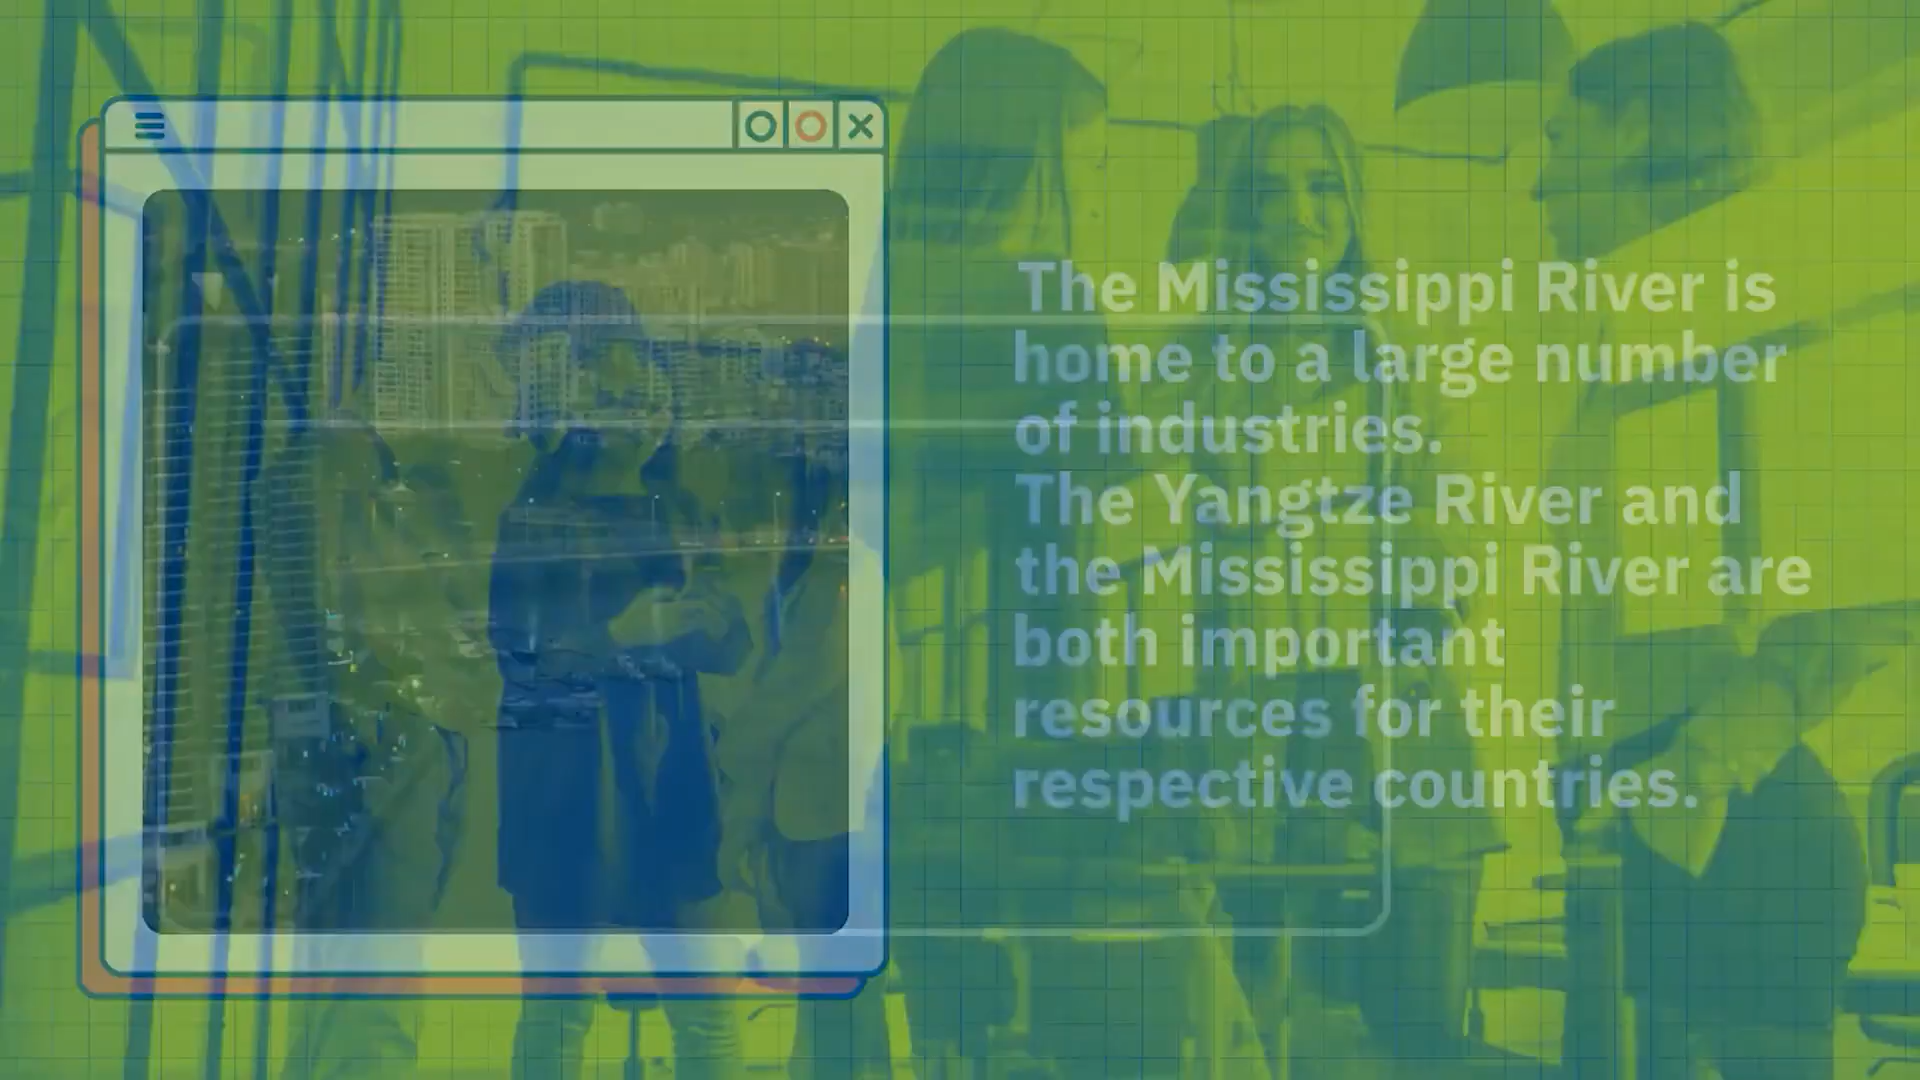 The Mississippi River is
home to a large number
of industries.
The Yangtze River and
the Mississippi River are
both important
resources for their
respective countries.